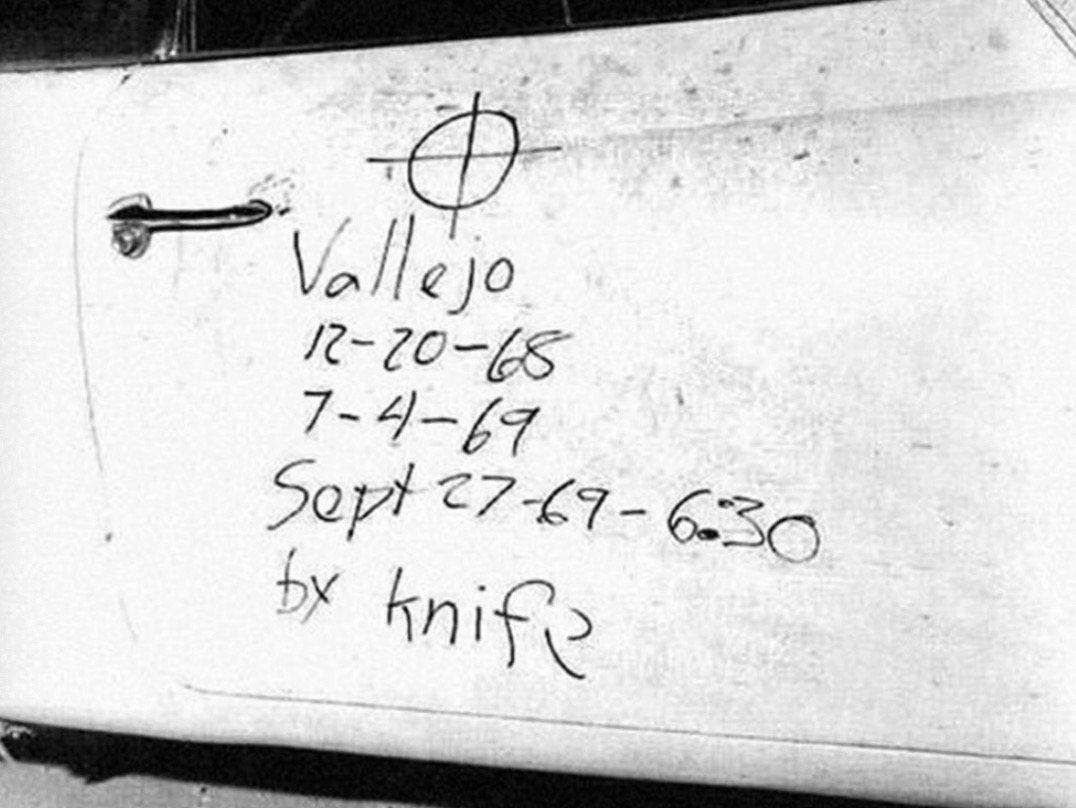 Vallejo
12-20-68
7-4-69
Sept 27-69-6:30
by knife